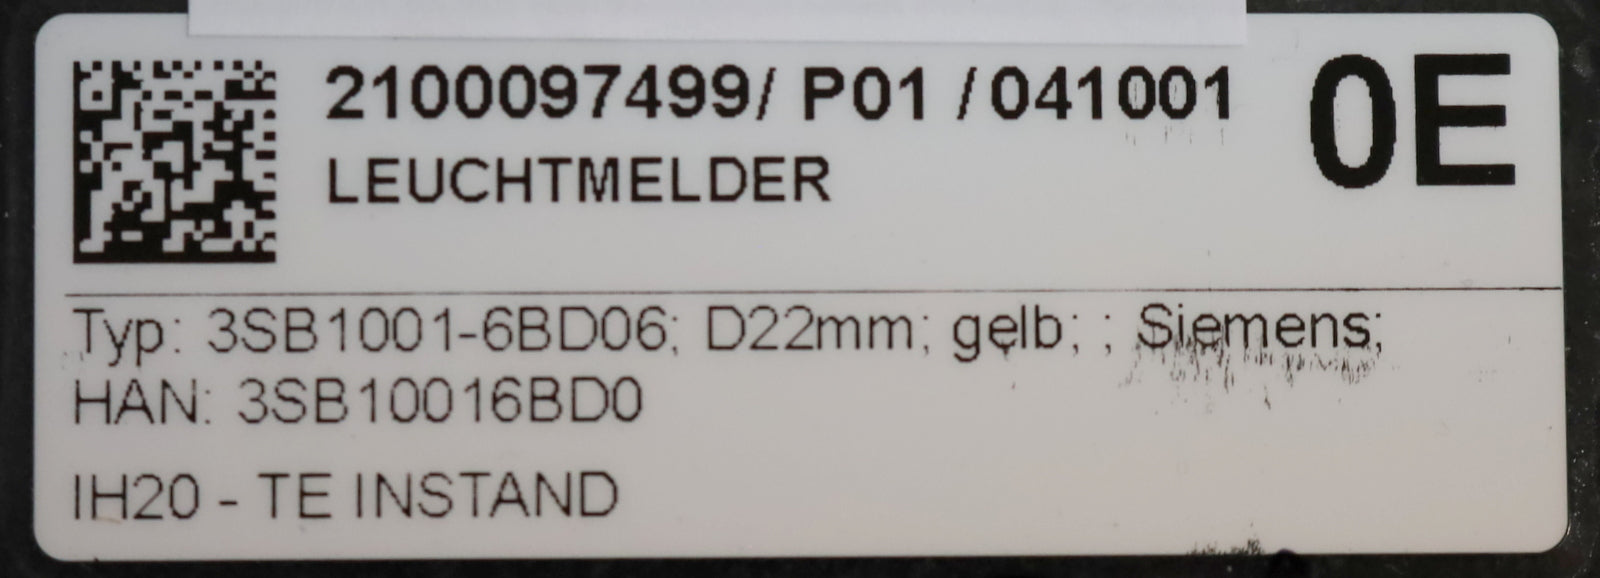 2100097499/ P01 /041001 0E
LEUCHTMELDER
Typ: 3SB1001-6BD06; D22mm; gelb; ; Siemens;
HAN: 3SB10016BD0
IH20 - TE INSTAND